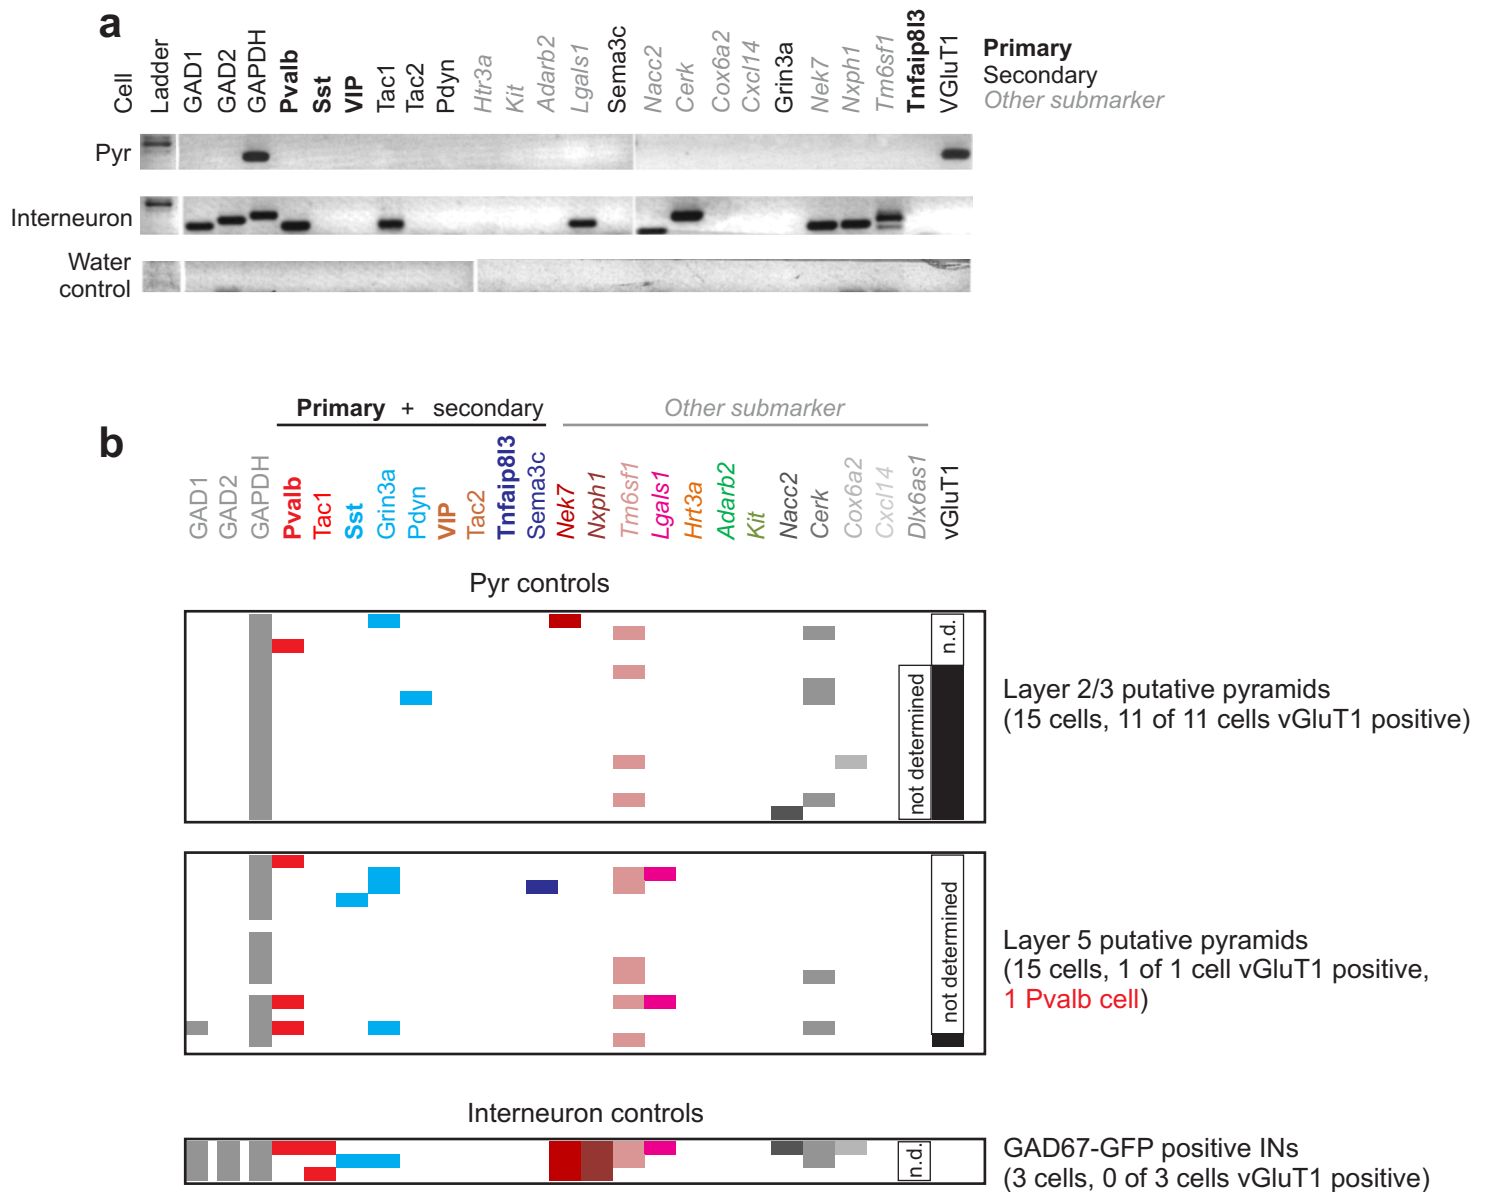 a
Cell
Ladder
GAD1
GAD2
GAPDH
Pvalb
Sst
VIP
Tac1
Tac2
Pdyn
Htr3a
Kit
Adarb2
Lgals1
Sema3c
Nacc2
Cerk
Cox6a2
Cxcl14
Grin3a
Nek7
Nxph1
Tm6sf1
Tnfaip8l3
VGluT1
Primary
Secondary
Other submarker
Pyr
Interneuron
Water
control
b
Primary + secondary
Other submarker
GAD1
GAD2
GAPDH
Pvalb
Tac1
Sst
Grin3a
Pdyn
VIP
Tac2
Tnfaip8l3
Sema3c
Nek7
Nxph1
Tm6sf1
Lgals1
Hrt3a
Adarb2
Kit
Nacc2
Cerk
Cox6a2
Cxcl14
Dlx6as1
vGluT1
Pyr controls
n.d.
not determined
Layer 2/3 putative pyramids
(15 cells, 11 of 11 cells vGluT1 positive)
not determined
Layer 5 putative pyramids
(15 cells, 1 of 1 cell vGluT1 positive,
1 Pvalb cell)
Interneuron controls
n.d.
GAD67-GFP positive INs
(3 cells, 0 of 3 cells vGluT1 positive)